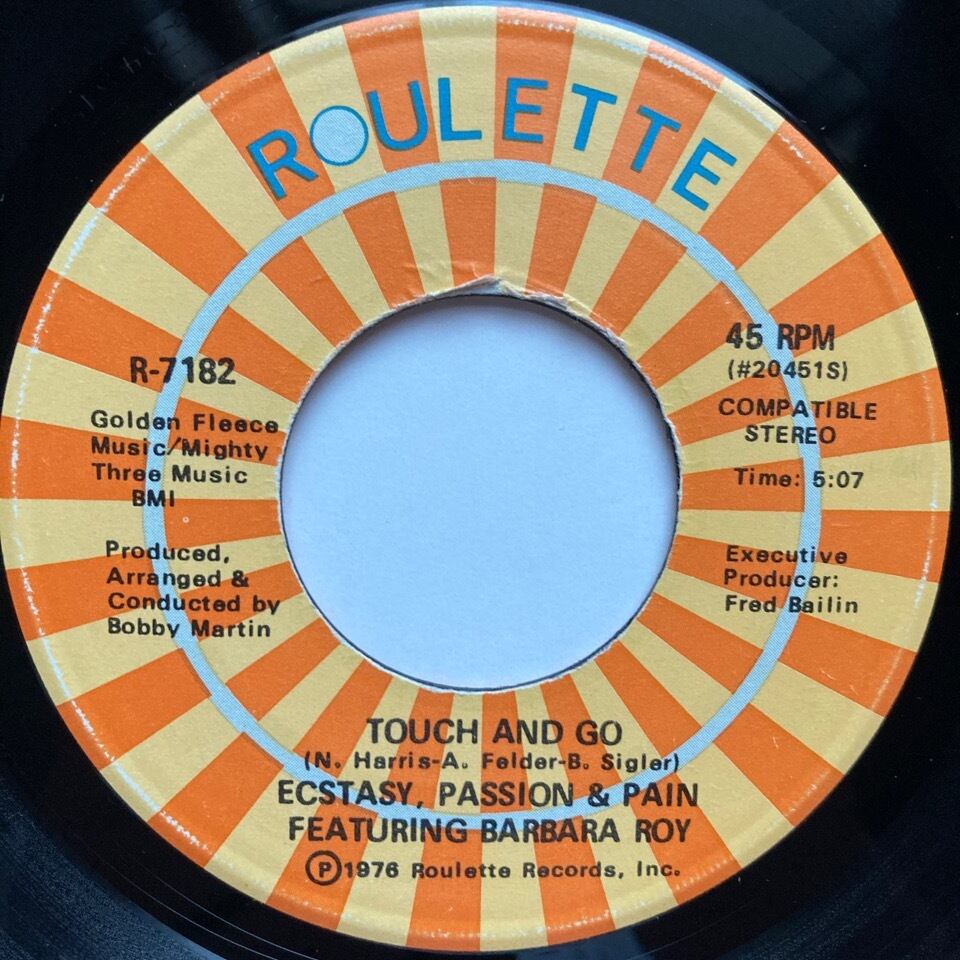 ROULETTE
R-7182
Golden Fleece
Music/Mighty
Three Music
BMI
Produced,
Arranged &
Conducted by
Bobby Martin
45 RPM
(#20451S)
COMPATIBLE
STEREO
Time: 5:07
Executive
Producer:
Fred Bailin
TOUCH AND GO
(N. Harris-A. Felder-B. Sigler)
ECSTASY, PASSION & PAIN
FEATURING BARBARA ROY
Ⓟ1976 Roulette Records, Inc.